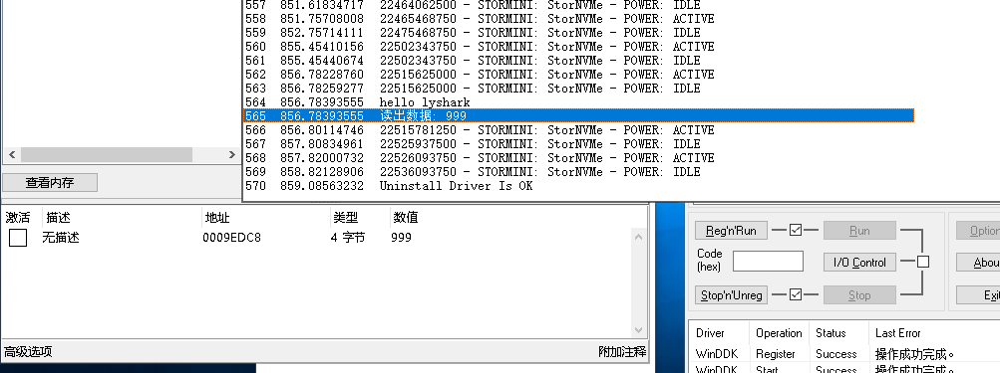 557 851.61834717 22464062500 - STORMINI: StorNVMe - POWER: IDLE
558 851.75708008 22465468750 - STORMINI: StorNVMe - POWER: ACTIVE
559 852.75714111 22475468750 - STORMINI: StorNVMe - POWER: IDLE
560 855.45410156 22502343750 - STORMINI: StorNVMe - POWER: ACTIVE
561 855.45440674 22502343750 - STORMINI: StorNVMe - POWER: IDLE
562 856.78228760 22515625000 - STORMINI: StorNVMe - POWER: ACTIVE
563 856.78259277 22515625000 - STORMINI: StorNVMe - POWER: IDLE
564 856.78393555 hello lyshark
565 856.78393555 读出数据: 999
566 856.80114746 22515781250 - STORMINI: StorNVMe - POWER: ACTIVE
567 857.80834961 22525937500 - STORMINI: StorNVMe - POWER: IDLE
568 857.82000732 22526093750 - STORMINI: StorNVMe - POWER: ACTIVE
569 858.82128906 22536093750 - STORMINI: StorNVMe - POWER: IDLE
570 859.08563232 Uninstall Driver Is OK
查看内存
激活 描述 地址 类型 数值
无描述 0009EDC8 4 字节 999
高级选项 附加注释
Reg'n'Run Run Option
Code
(hex)
I/O Control Abou
Stop'n'Unreg Stop Exi
Driver Operation Status Last Error
WinDDK Register Success 操作成功完成。
WinDDK Start Success 操作成功完成。